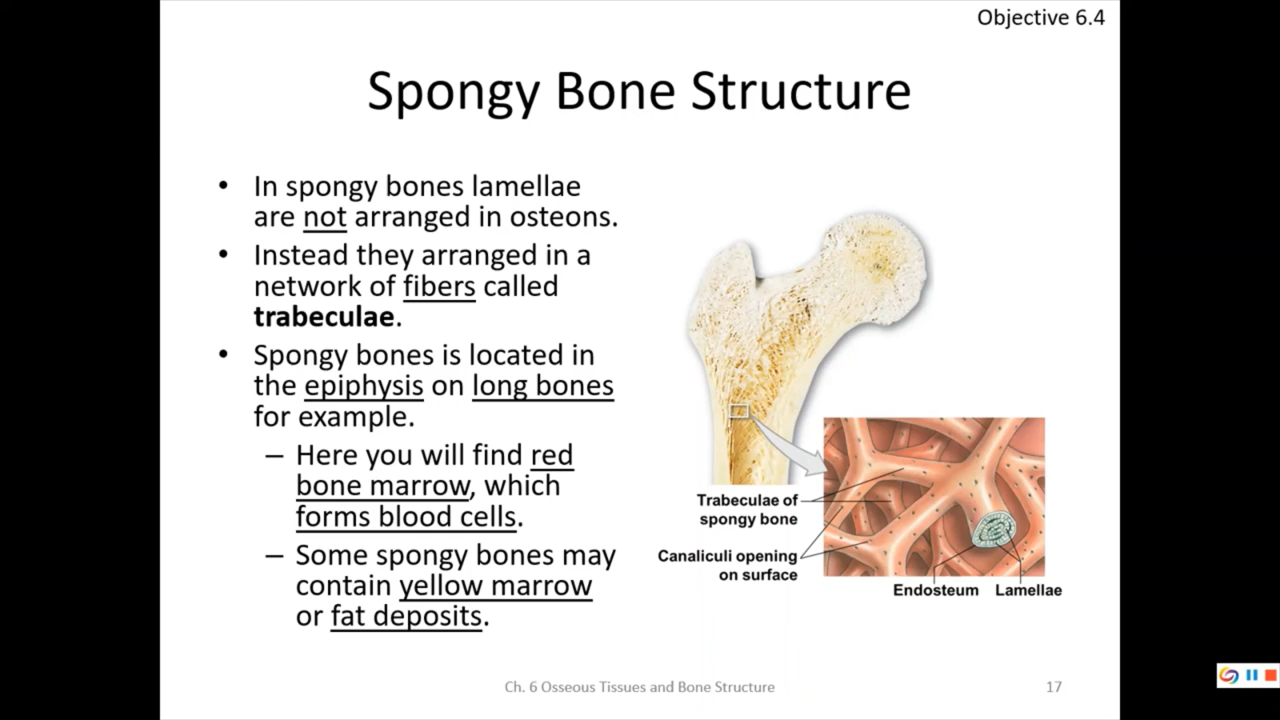 Objective 6.4
Spongy Bone Structure
• In spongy bones lamellae
are not arranged in osteons.
• Instead they arranged in a
network of fibers called
trabeculae.
• Spongy bones is located in
the epiphysis on long bones
for example.
– Here you will find red
bone marrow, which
forms blood cells.
– Some spongy bones may
contain yellow marrow
or fat deposits.
Trabeculae of
spongy bone
Canaliculi opening
on surface
Endosteum
Lamellae
Ch. 6 Osseous Tissues and Bone Structure
17